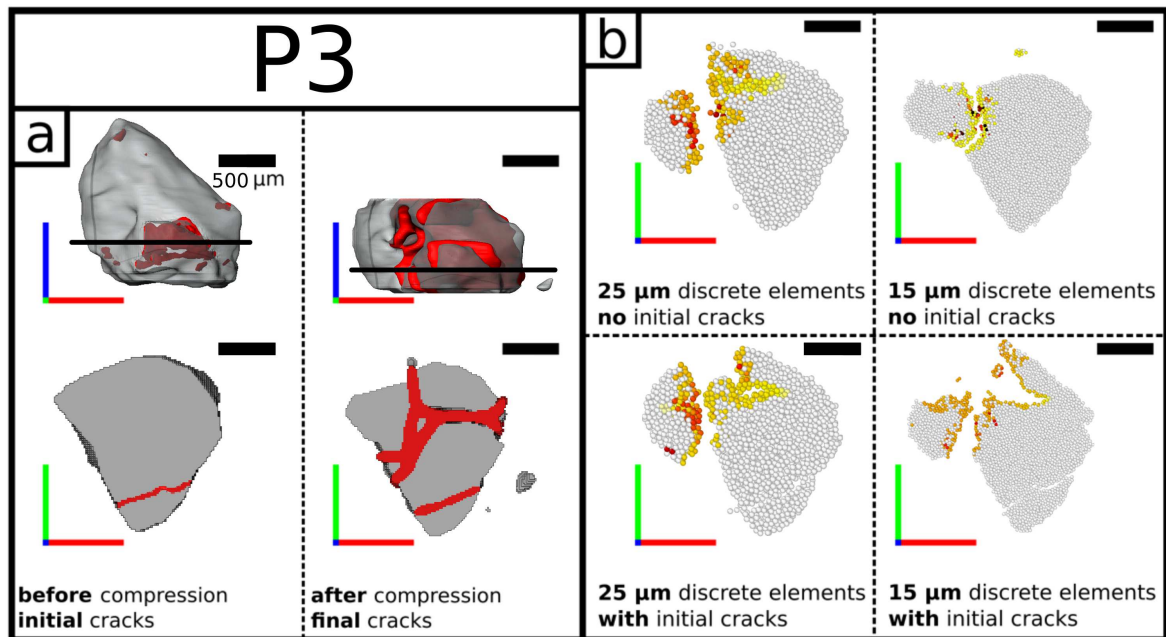 P3
a
500 µm
before compression
initial cracks
after compression
final cracks
b
25 µm discrete elements
no initial cracks
15 µm discrete elements
no initial cracks
25 µm discrete elements
with initial cracks
15 µm discrete elements
with initial cracks